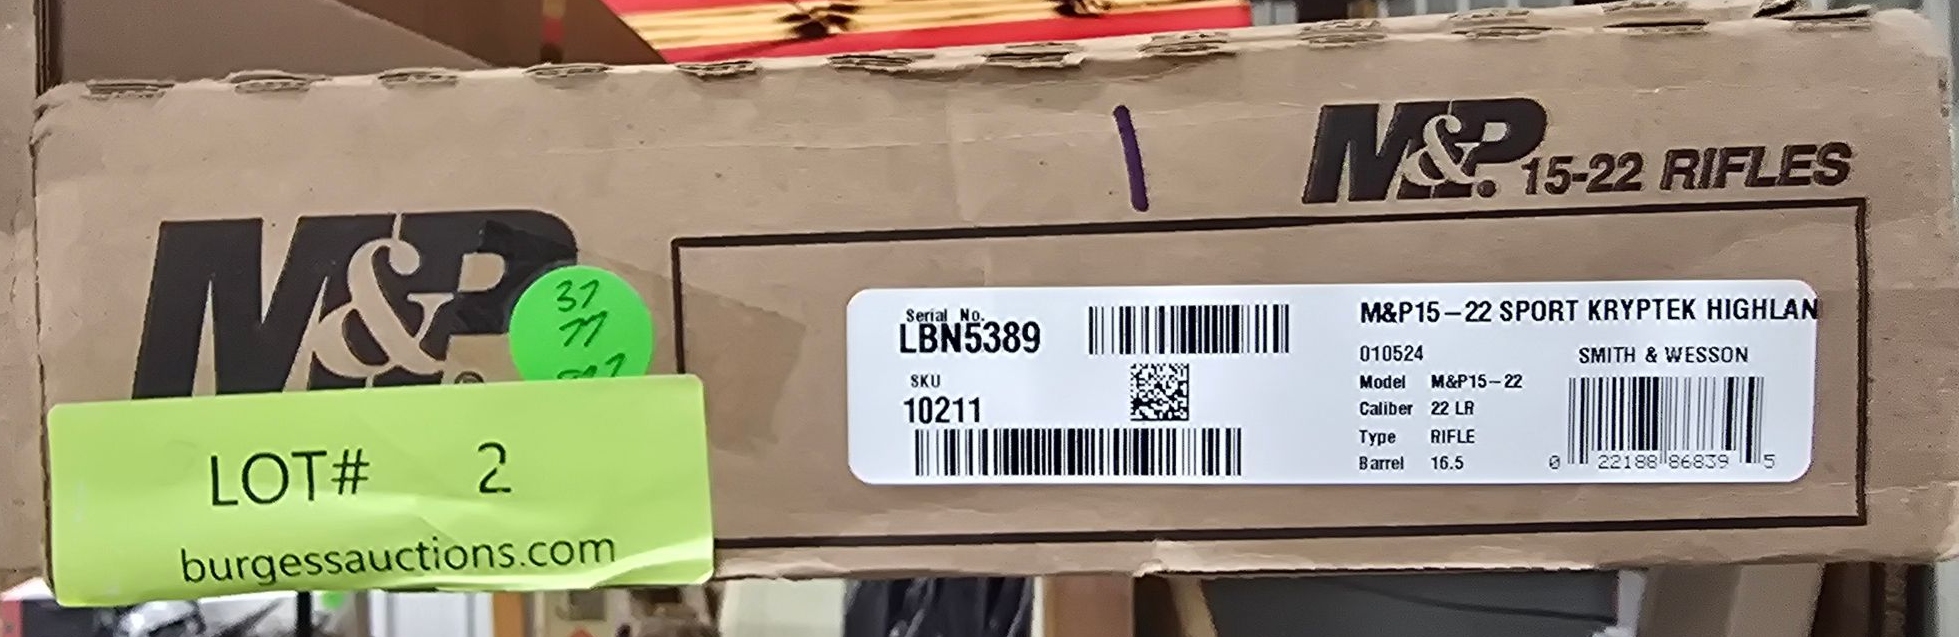 M&P. 15-22 RIFLES
M&P
37
77
LOT# 2
burgessauctions.com
Serial No.
LBN5389
SKU
10211
M&P15-22 SPORT KRYPTEK HIGHLAN
010524
SMITH & WESSON
Model M&P15-22
Caliber 22 LR
Type RIFLE
Barrel 16.5
0 22188 86839 5